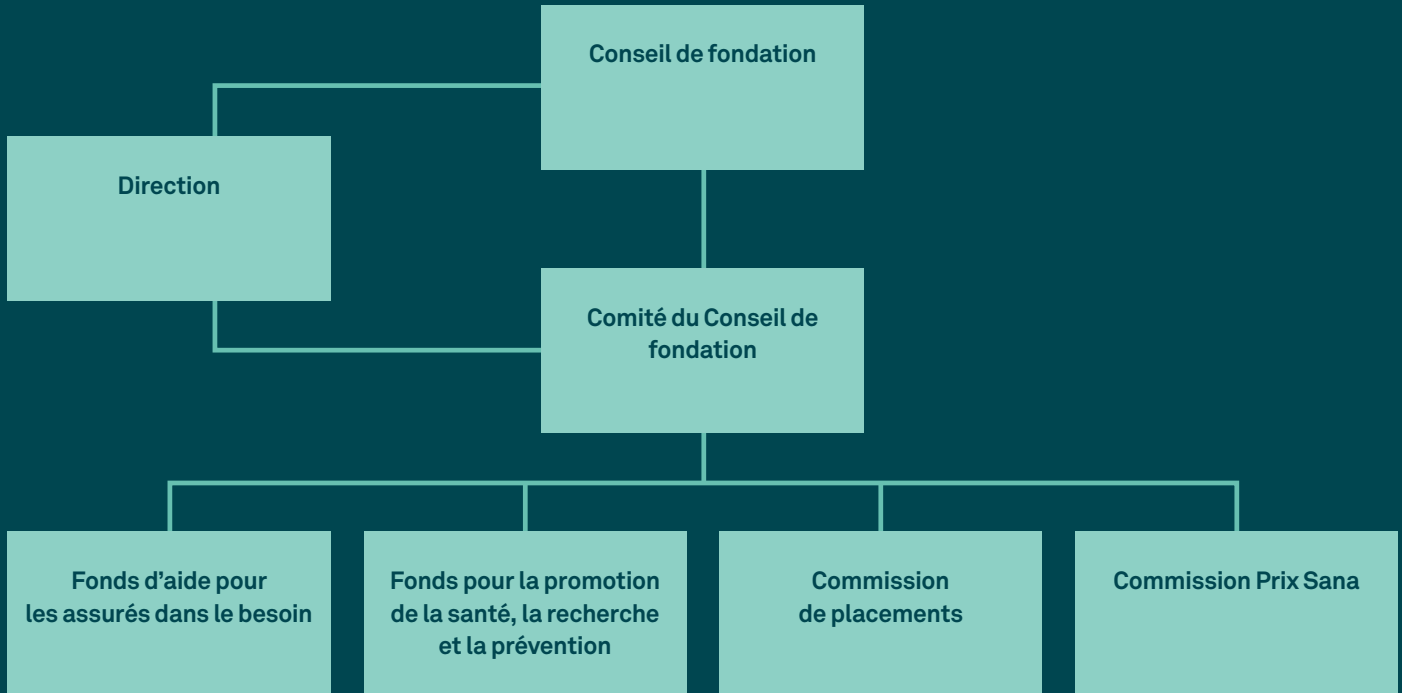 Conseil de fondation
Direction
Comité du Conseil de
fondation
Fonds d’aide pour
les assurés dans le besoin
Fonds pour la promotion
de la santé, la recherche
et la prévention
Commission
de placements
Commission Prix Sana